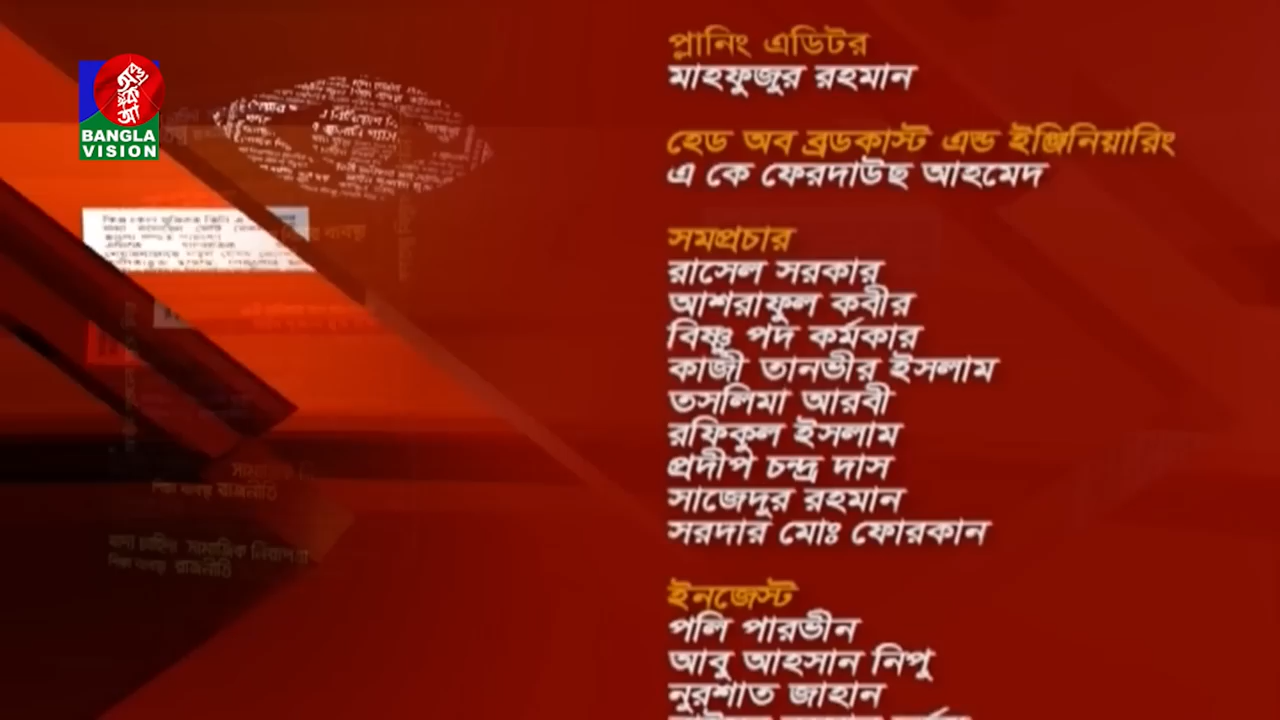 BANGLA
VISION
প্লানিং এডিটর
মাহফুজুর রহমান
হেড অব ব্রডকাস্ট এন্ড ইঞ্জিনিয়ারিং
এ কে ফেরদাউছ আহমেদ
সমপ্রচার
রাসেল সরকার
আশরাফুল কবীর
বিষ্ণু পদ কর্মকার
কাজী তানভীর ইসলাম
তসলিমা আরবী
রফিকুল ইসলাম
প্রদীপ চন্দ্র দাস
সাজেদুর রহমান
সরদার মোঃ ফোরকান
ইনজেস্ট
পলি পারভীন
আবু আহসান নিপু
নুরশাত জাহান
সামাজিক
রাজনীতি
সামাজিক
রাজনীতি